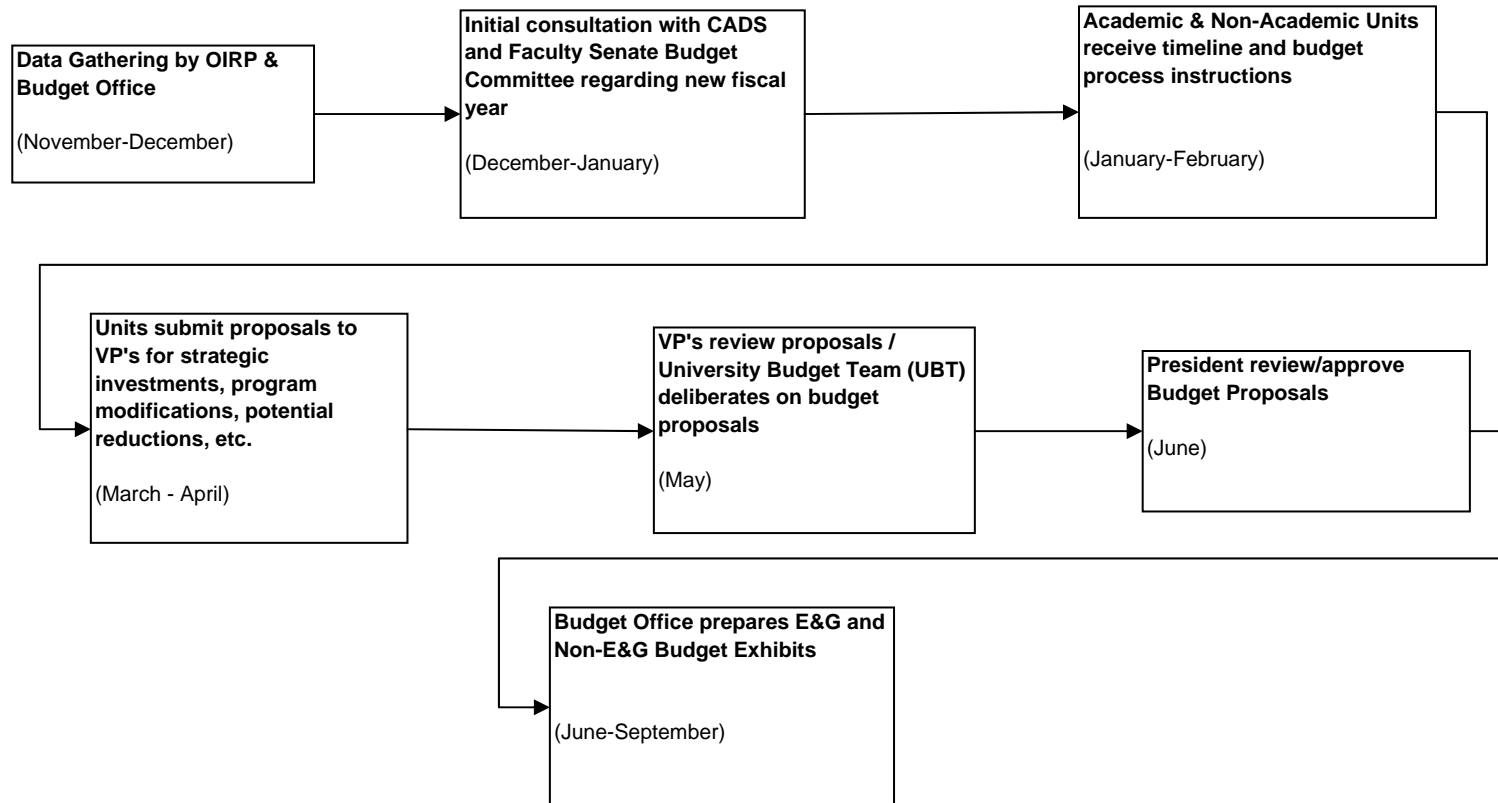 Data Gathering by OIRP &
Budget Office
(November-December)
Initial consultation with CADS
and Faculty Senate Budget
Committee regarding new fiscal
year
(December-January)
Academic & Non-Academic Units
receive timeline and budget
process instructions
(January-February)
Units submit proposals to
VP's for strategic
investments, program
modifications, potential
reductions, etc.
(March - April)
VP's review proposals /
University Budget Team (UBT)
deliberates on budget
proposals
(May)
President review/approve
Budget Proposals
(June)
Budget Office prepares E&G and
Non-E&G Budget Exhibits
(June-September)